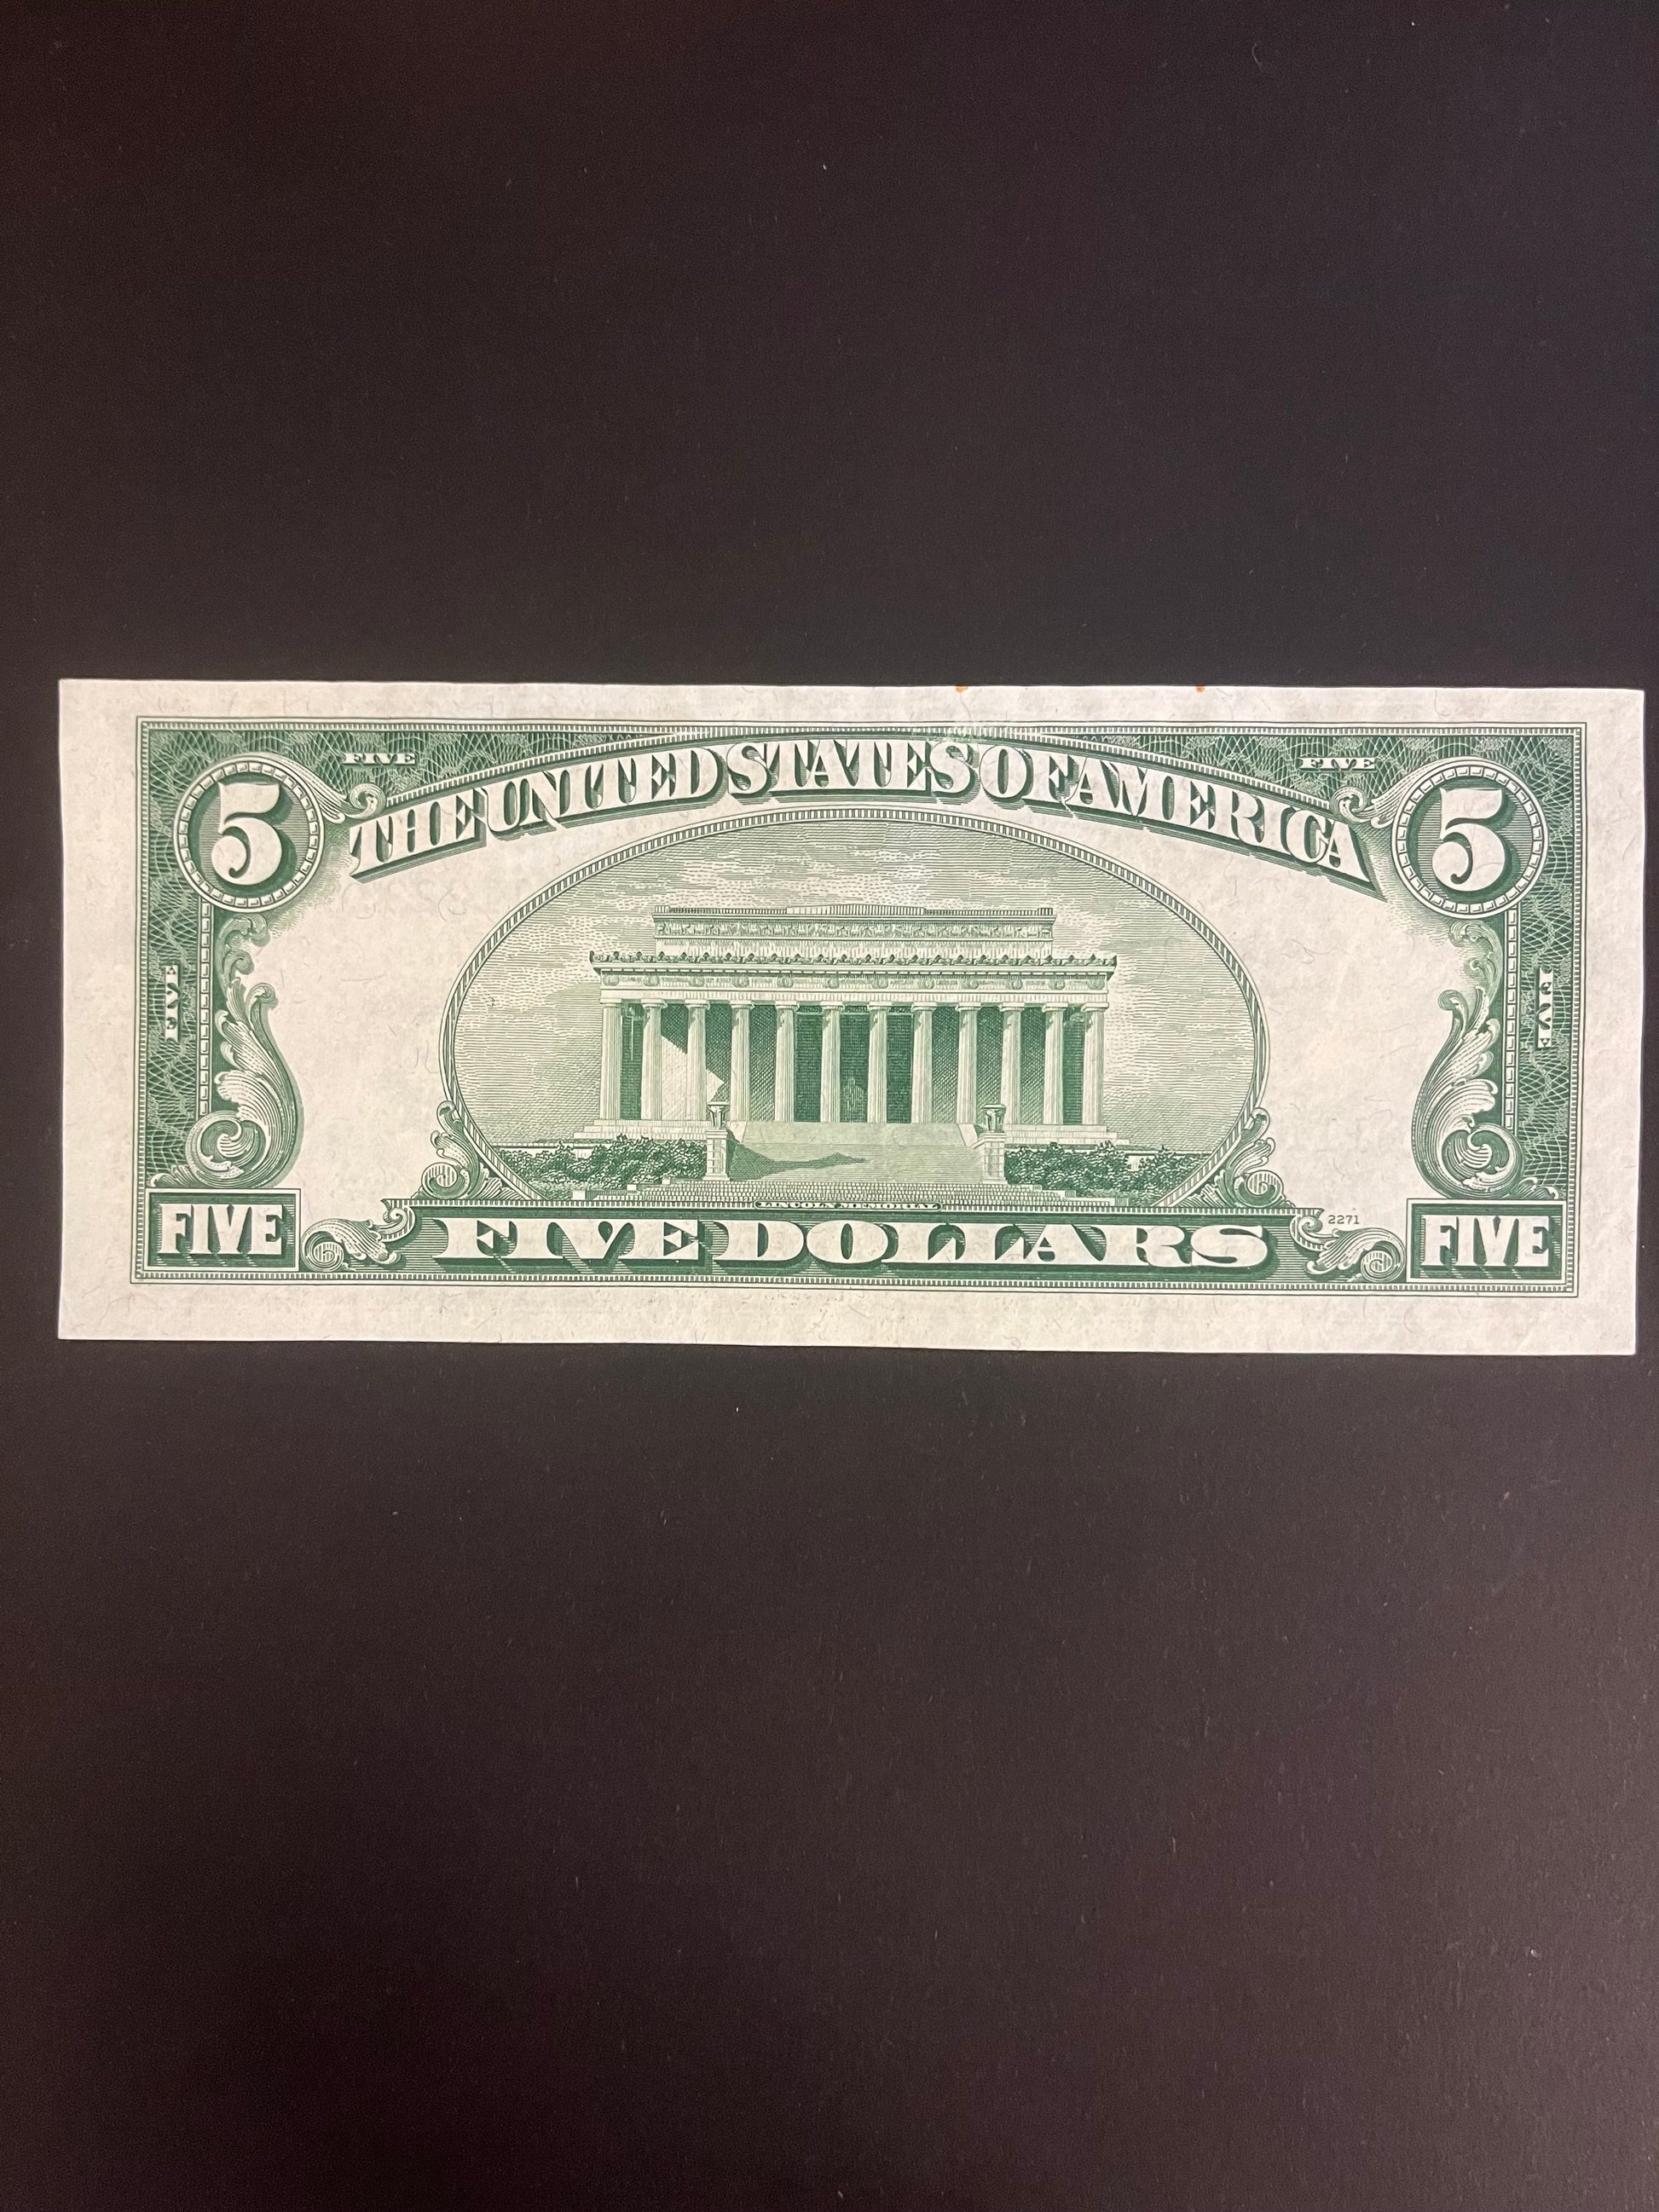 THE UNITED STATES OF AMERICA
5
FIVE
FIVE
5
FIVE
FIVE
LINCOLN MEMORIAL
FIVE
FIVE DOLLARS
2271
FIVE